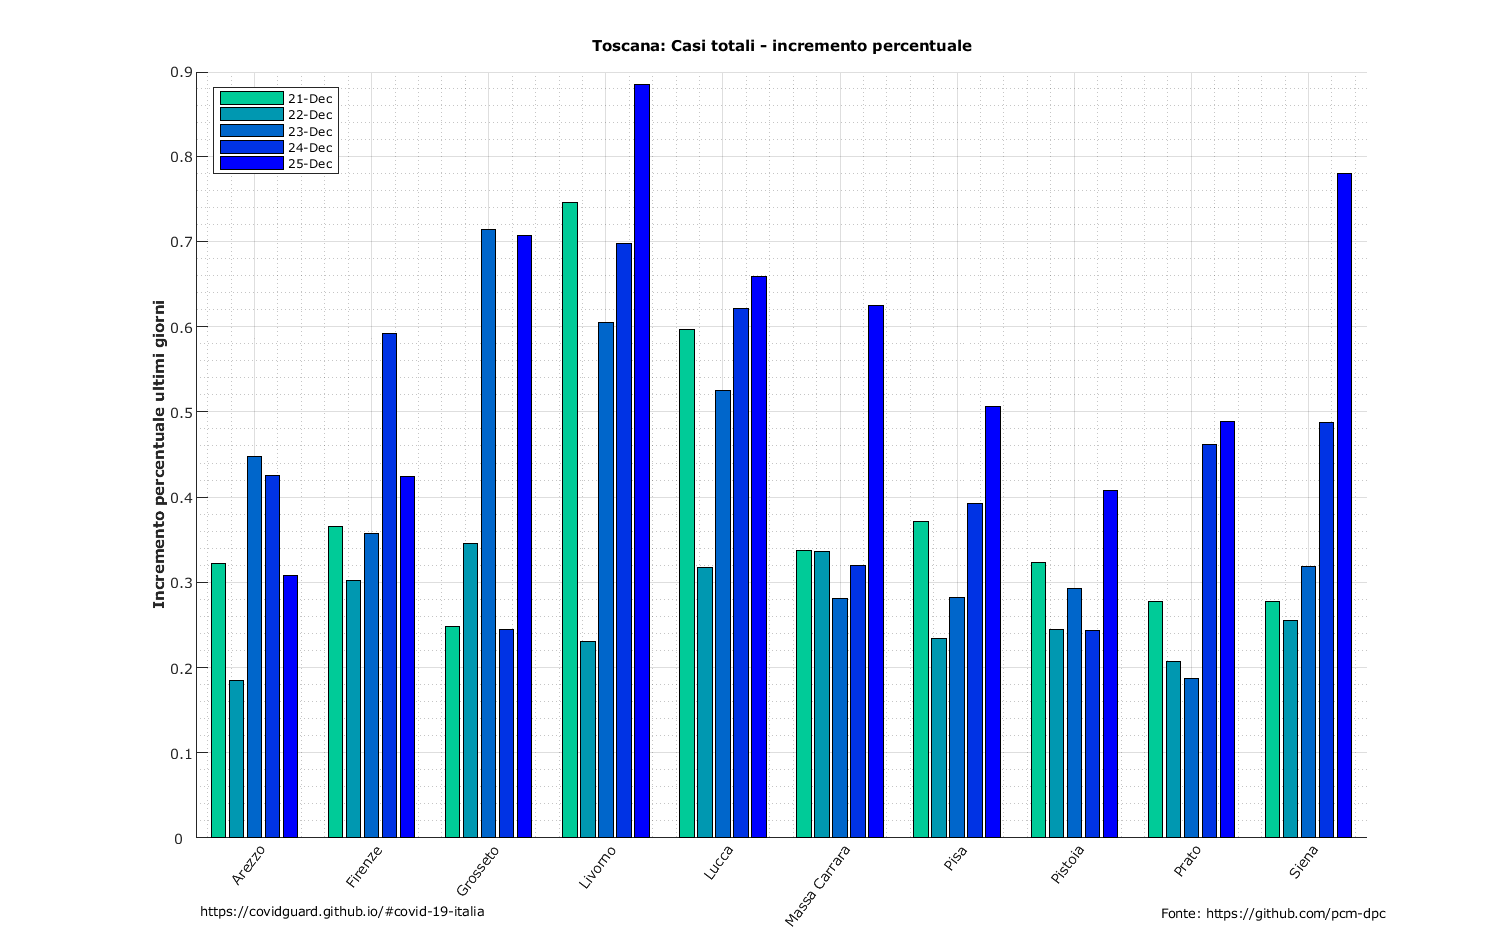 Toscana: Casi totali - incremento percentuale
21-Dec
22-Dec
23-Dec
24-Dec
25-Dec
Incremento percentuale ultimi giorni
0.9
0.8
0.7
0.6
0.5
0.4
0.3
0.2
0.1
0
Arezzo
Firenze
Grosseto
Livorno
Lucca
Massa Carrara
Pisa
Pistoia
Prato
Siena
https://covidguard.github.io/#covid-19-italia
Fonte: https://github.com/pcm-dpc